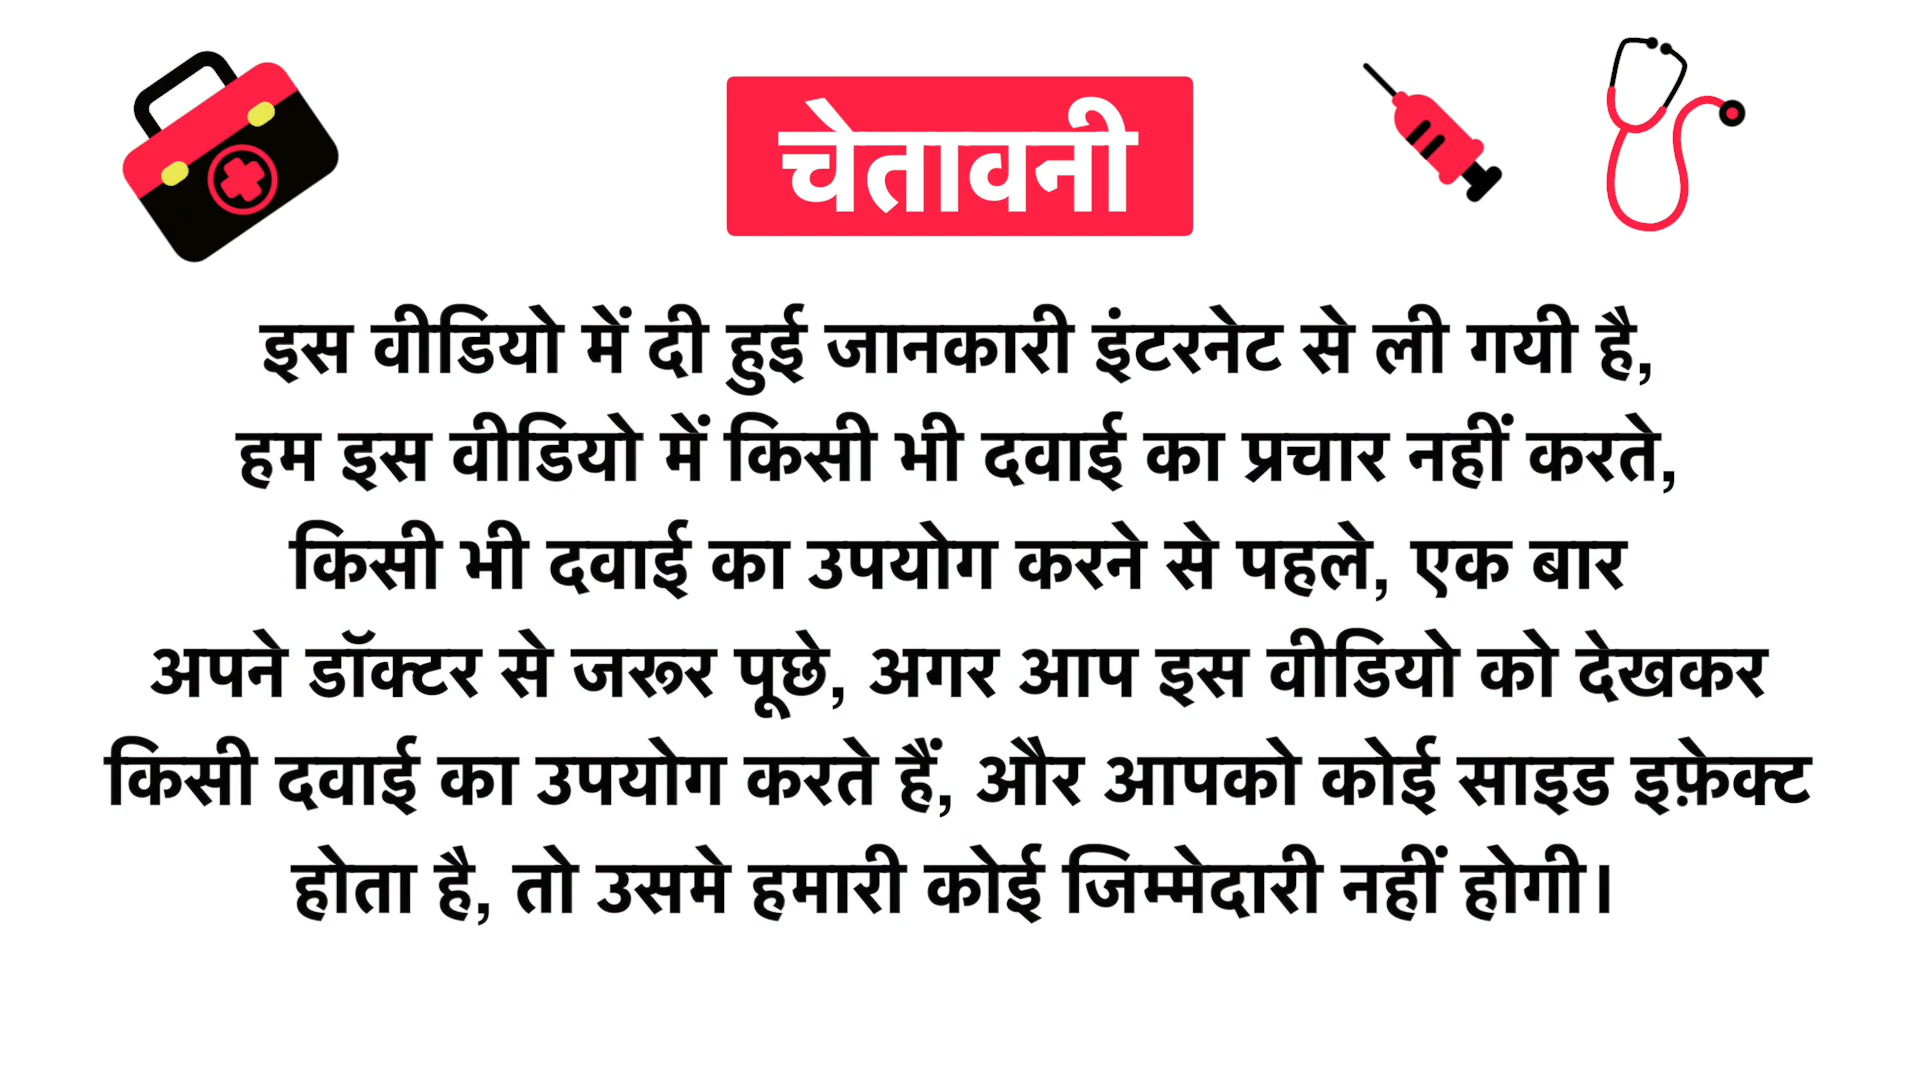 चेतावनी
इस वीडियो में दी हुई जानकारी इंटरनेट से ली गयी है,
हम इस वीडियो में किसी भी दवाई का प्रचार नहीं करते,
किसी भी दवाई का उपयोग करने से पहले, एक बार
अपने डॉक्टर से जरूर पूछे, अगर आप इस वीडियो को देखकर
किसी दवाई का उपयोग करते हैं, और आपको कोई साइड इफ़ेक्ट
होता है, तो उसमे हमारी कोई जिम्मेदारी नहीं होगी।